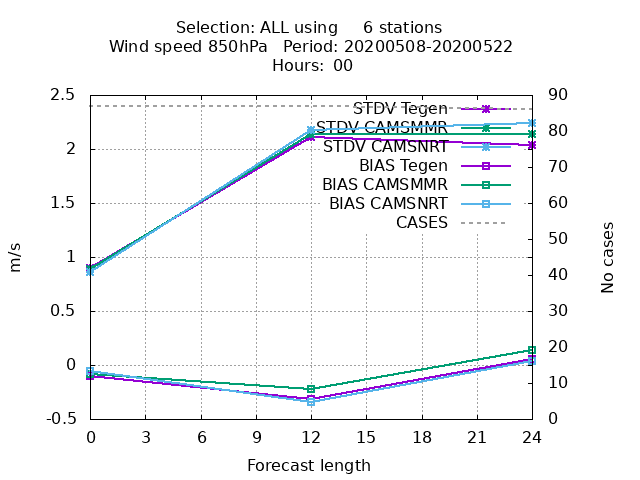 Selection: ALL using     6 stations
Wind speed 850hPa   Period: 20200508-20200522
Hours:  00
2.5
2
1.5
1
0.5
0
-0.5
m/s
90
80
70
60
50
40
30
20
10
0
No cases
STDV Tegen
STDV CAMSMMR
STDV CAMSNRT
BIAS Tegen
BIAS CAMSMMR
BIAS CAMSNRT
CASES
0 3 6 9 12 15 18 21 24
Forecast length